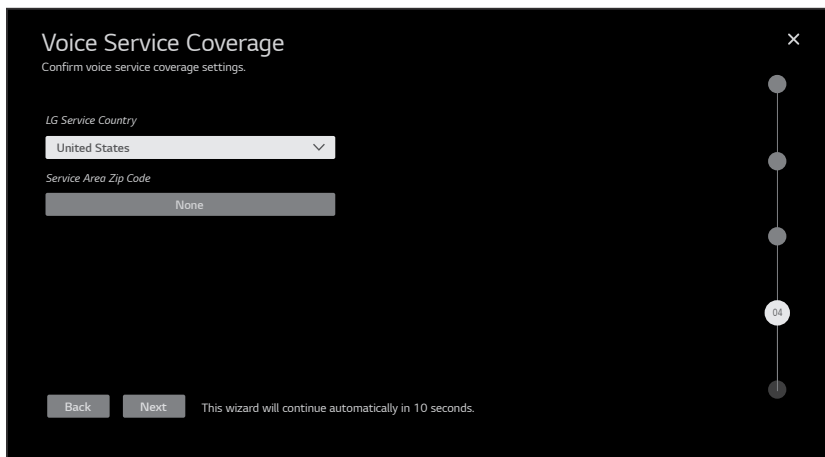 Voice Service Coverage
Confirm voice service coverage settings.
LG Service Country
United States
Service Area Zip Code
None
04
Back
Next
This wizard will continue automatically in 10 seconds.